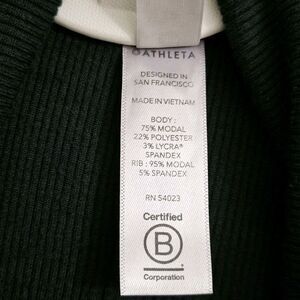 ATHLETA
DESIGNED IN
SAN FRANCISCO
MADE IN VIETNAM
BODY :
75% MODAL
22% POLYESTER
3% LYCRA®
SPANDEX
RIB : 95% MODAL
5% SPANDEX
RN 54023
Certified
B
Corporation